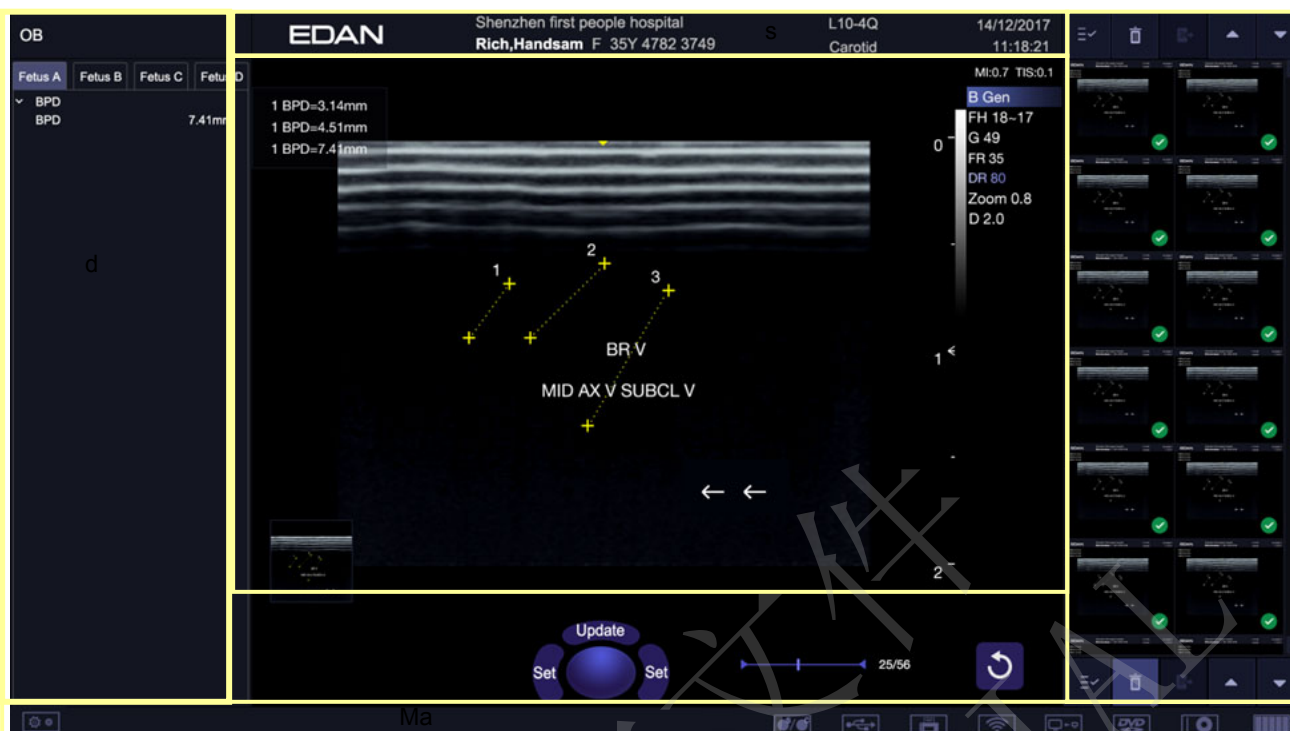 OB
EDAN
Shenzhen first people hospital
Rich,Handsam F 35Y 4782 3749
s
L10-4Q
Carotid
14/12/2017
11:18:21
Fetus A Fetus B Fetus C Fetus D
BPD
BPD 7.41mm
d
1 BPD=3.14mm
1 BPD=4.51mm
1 BPD=7.41mm
MI:0.7 TIS:0.1
B Gen
FH 18~17
G 49
FR 35
DR 80
Zoom 0.8
D 2.0
0
1
2
3
BR V
MID AX V SUBCL V
1
2
Update
Set Set
25/56
Ma
DVD
文件
AL